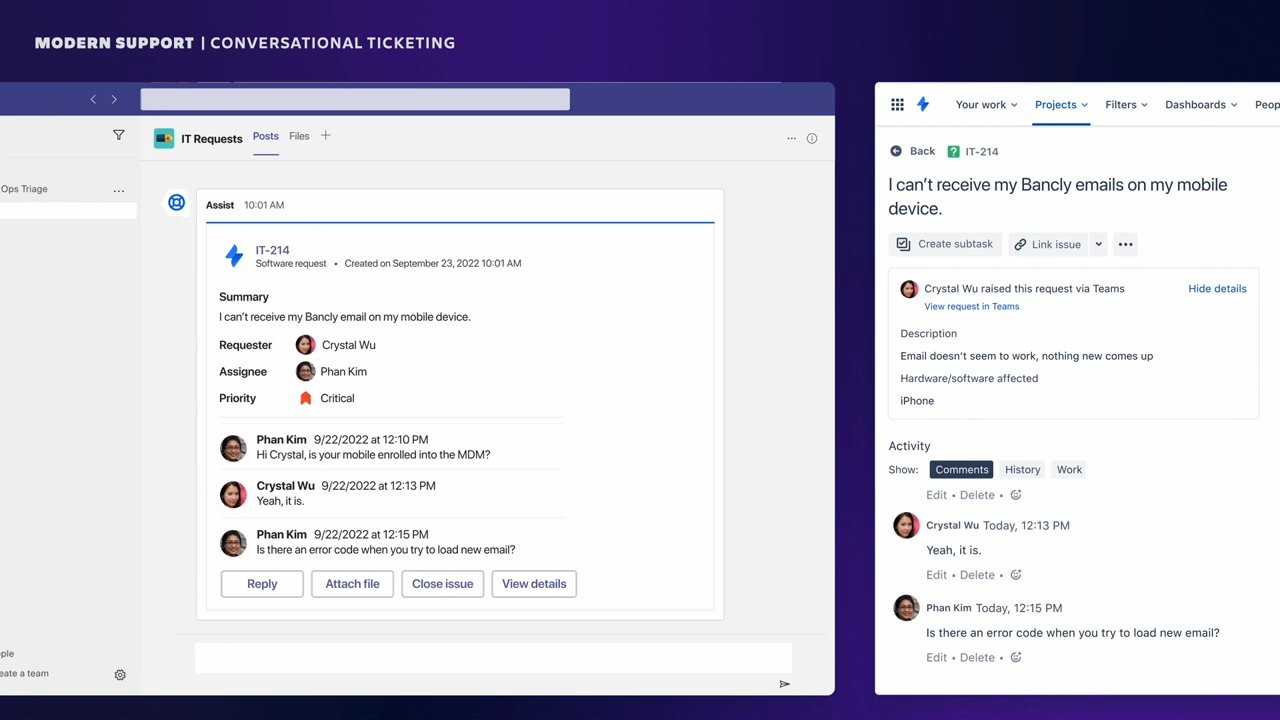 MODERN SUPPORT | CONVERSATIONAL TICKETING
IT Requests Posts Files
Ops Triage
Assist 10:01 AM
IT-214
Software request • Created on September 23, 2022 10:01 AM
Summary
I can't receive my Bancly email on my mobile device.
Requester Crystal Wu
Assignee Phan Kim
Priority Critical
Phan Kim 9/22/2022 at 12:10 PM
Hi Crystal, is your mobile enrolled into the MDM?
Crystal Wu 9/22/2022 at 12:13 PM
Yeah, it is.
Phan Kim 9/22/2022 at 12:15 PM
Is there an error code when you try to load new email?
Reply Attach file Close issue View details
ple
eate a team
Your work Projects Filters Dashboards Peop
Back ? IT-214
I can't receive my Bancly emails on my mobile
device.
Create subtask Link issue
Crystal Wu raised this request via Teams Hide details
View request in Teams
Description
Email doesn't seem to work, nothing new comes up
Hardware/software affected
iPhone
Activity
Show: Comments History Work
Edit • Delete •
Crystal Wu Today, 12:13 PM
Yeah, it is.
Edit • Delete •
Phan Kim Today, 12:15 PM
Is there an error code when you try to load new email?
Edit • Delete •